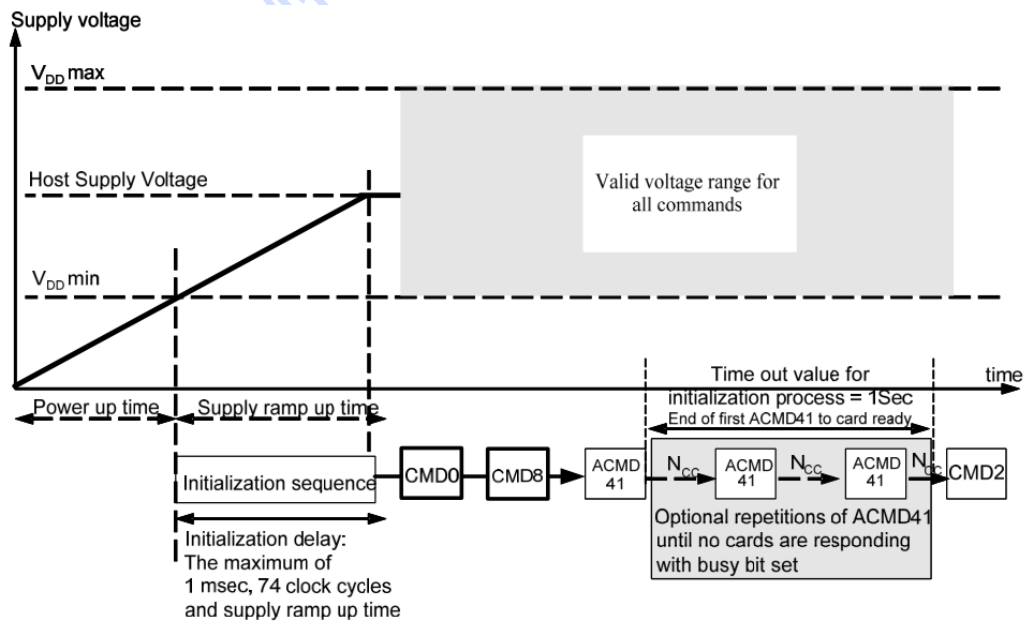 Supply voltage
V_DD max
Host Supply Voltage
Valid voltage range for
all commands
V_DD min
time
Power up time
Supply ramp up time
Time out value for
initialization process = 1Sec
End of first ACMD41 to card ready
Initialization sequence
CMD0
CMD8
ACMD
41
N_CC
ACMD
41
N_CC
ACMD
41
N_CC
CMD2
Optional repetitions of ACMD41
until no cards are responding
with busy bit set
Initialization delay:
The maximum of
1 msec, 74 clock cycles
and supply ramp up time